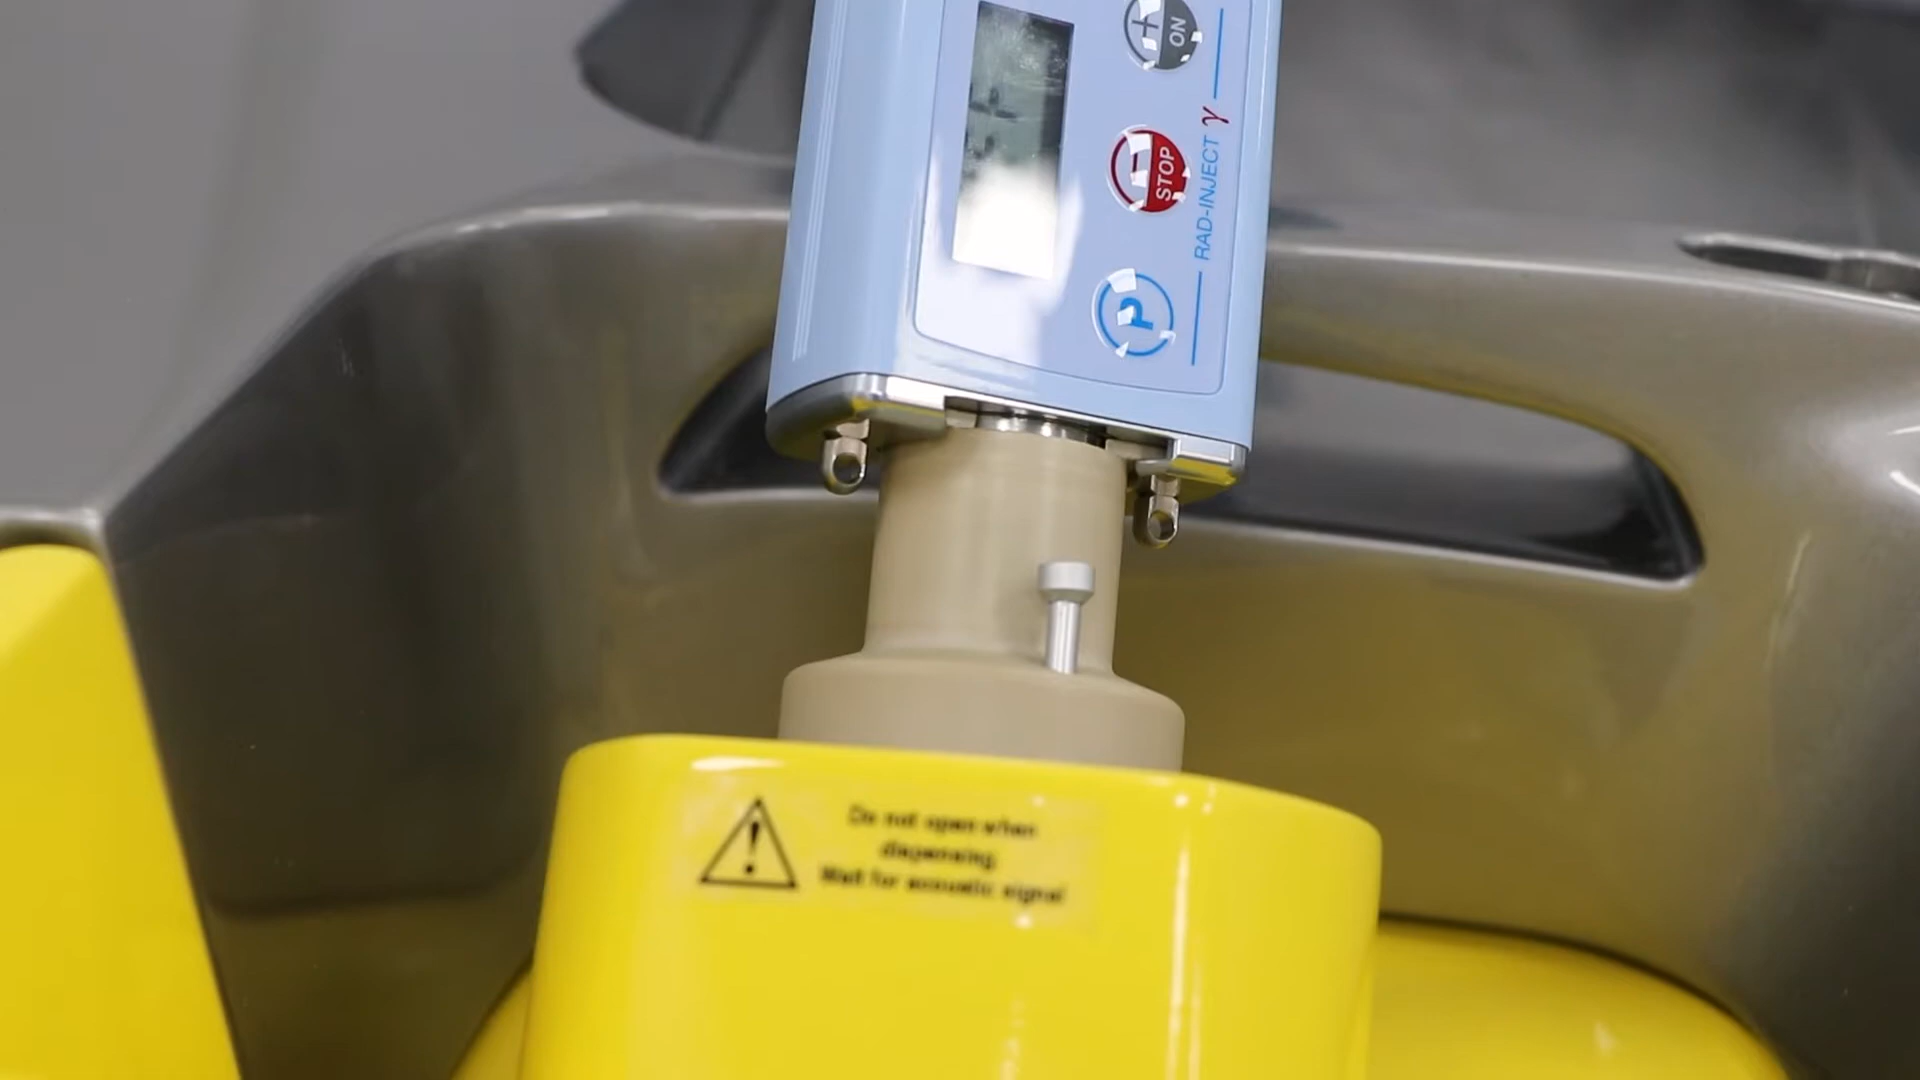 + ON
- STOP
RAD-INJECT γ
P
Do not open when
dispensing
Wait for acoustic signal